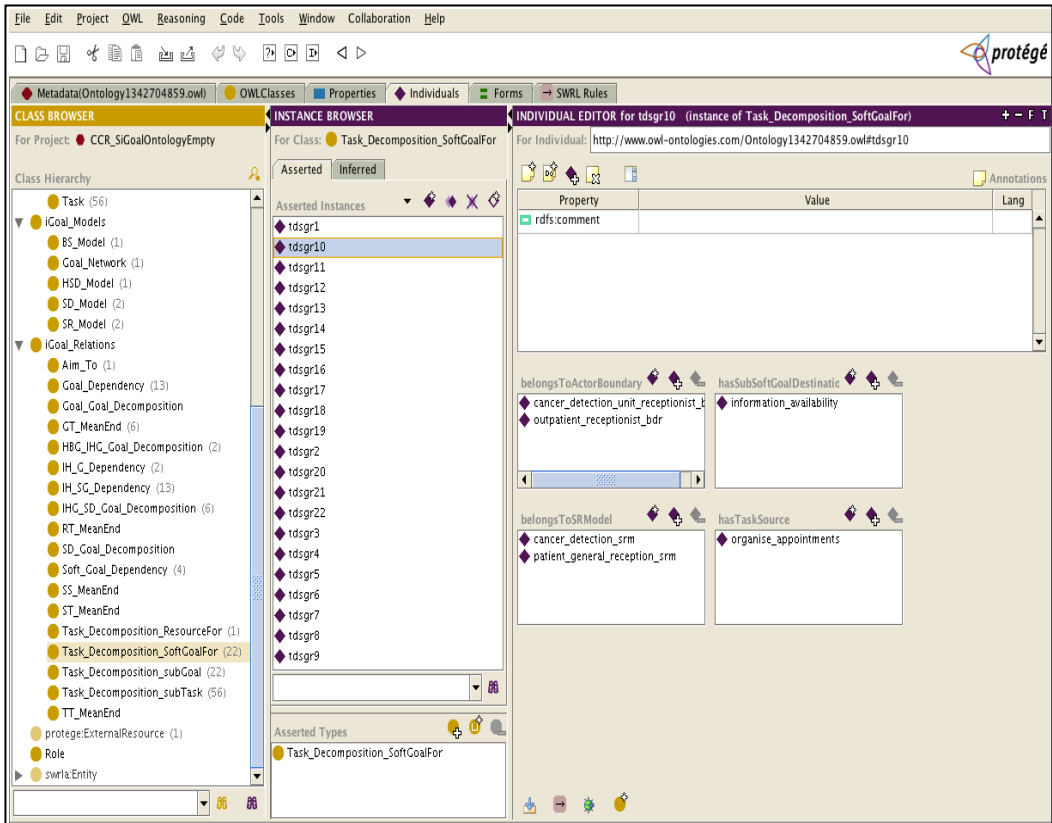 File Edit Project OWL Reasoning Code Tools Window Collaboration Help
protégé
Metadata(Ontology1342704859.owl) OWLClasses Properties Individuals Forms SWRL Rules
CLASS BROWSER
For Project: CCR_SiGoalOntologyEmpty
Class Hierarchy
Task (56)
iGoal_Models
BS_Model (1)
Goal_Network (1)
HSD_Model (1)
SD_Model (2)
SR_Model (2)
iGoal_Relations
Aim_To (1)
Goal_Dependency (13)
Goal_Goal_Decomposition
GT_MeanEnd (6)
HBG_IHG_Goal_Decomposition (2)
IH_G_Dependency (2)
IH_SG_Dependency (13)
IHG_SD_Goal_Decomposition (6)
RT_MeanEnd
SD_Goal_Decomposition
Soft_Goal_Dependency (4)
SS_MeanEnd
ST_MeanEnd
Task_Decomposition_ResourceFor (1)
Task_Decomposition_SoftGoalFor (22)
Task_Decomposition_subGoal (22)
Task_Decomposition_subTask (56)
TT_MeanEnd
protege:ExternalResource (1)
Role
swrla:Entity
INSTANCE BROWSER
For Class: Task_Decomposition_SoftGoalFor
Asserted Inferred
Asserted Instances
tdsgr1
tdsgr10
tdsgr11
tdsgr12
tdsgr13
tdsgr14
tdsgr15
tdsgr16
tdsgr17
tdsgr18
tdsgr19
tdsgr2
tdsgr20
tdsgr21
tdsgr22
tdsgr3
tdsgr4
tdsgr5
tdsgr6
tdsgr7
tdsgr8
tdsgr9
Asserted Types
Task_Decomposition_SoftGoalFor
INDIVIDUAL EDITOR for tdsgr10 (instance of Task_Decomposition_SoftGoalFor) + - F T
For Individual: http://www.owl-ontologies.com/Ontology1342704859.owl#tdsgr10
Annotations
Property Value Lang
rdfs:comment
belongsToActorBoundary
cancer_detection_unit_receptionist_b
outpatient_receptionist_bdr
hasSubSoftGoalDestinatic
information_availability
belongsToSRModel
cancer_detection_srm
patient_general_reception_srm
hasTaskSource
organise_appointments